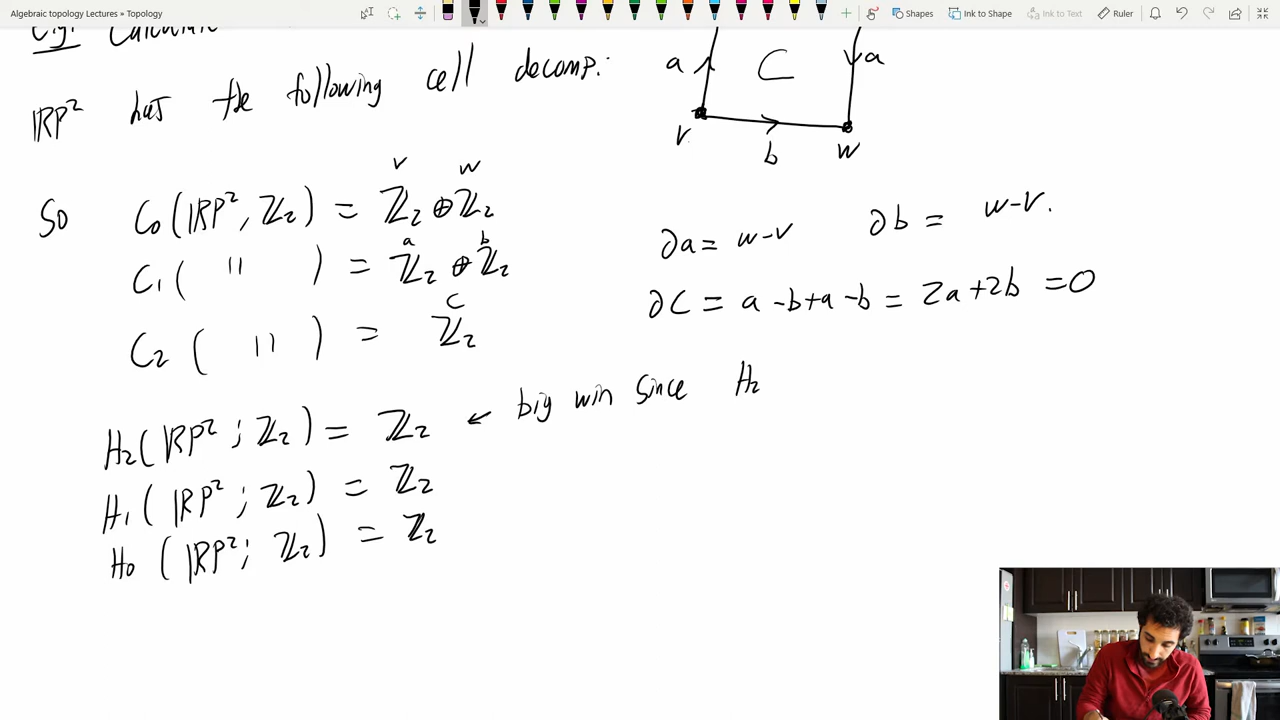 Algebraic topology Lectures » Topology
Shapes Ink to Shape Ink to Text Ruler
e.g. Calculate
RP² has the following cell decomp:
a C a
v b w
So C₀(RP², Z₂) = Z₂ ⊕ Z₂
v w
C₁( " ) = Z₂ ⊕ Z₂
a b
C₂ ( " ) = Z₂
C
∂a = w-v ∂b = w-v.
∂C = a -b+a -b = 2a+2b =0
H₂(RP²; Z₂) = Z₂ ← big win since H₂
H₁(RP²; Z₂) = Z₂
H₀ (RP²; Z₂) = Z₂